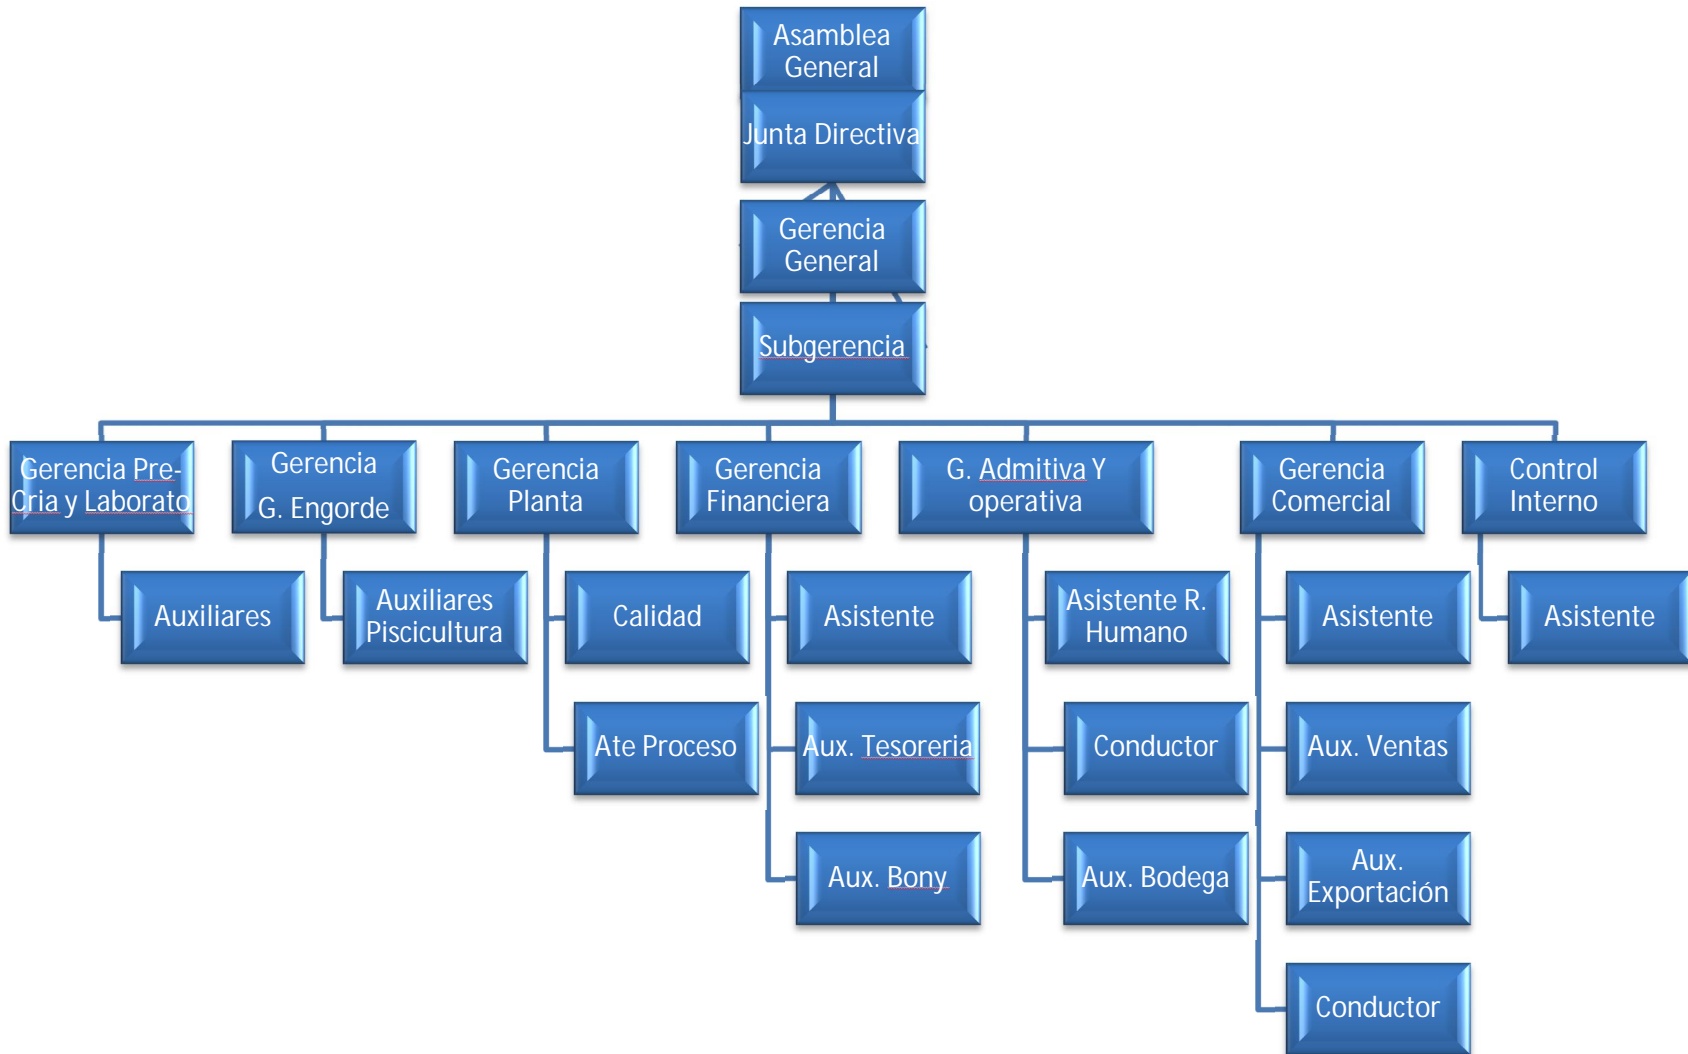 Asamblea
General
Junta Directiva
Gerencia
General
Subgerencia
Gerencia Pre-
Cria y Laborato
Gerencia
G. Engorde
Gerencia
Planta
Gerencia
Financiera
G. Admitiva Y
operativa
Gerencia
Comercial
Control
Interno
Auxiliares
Auxiliares
Piscicultura
Calidad
Asistente
Asistente R.
Humano
Asistente
Asistente
Ate Proceso
Aux. Tesoreria
Conductor
Aux. Ventas
Aux. Bony
Aux. Bodega
Aux.
Exportación
Conductor